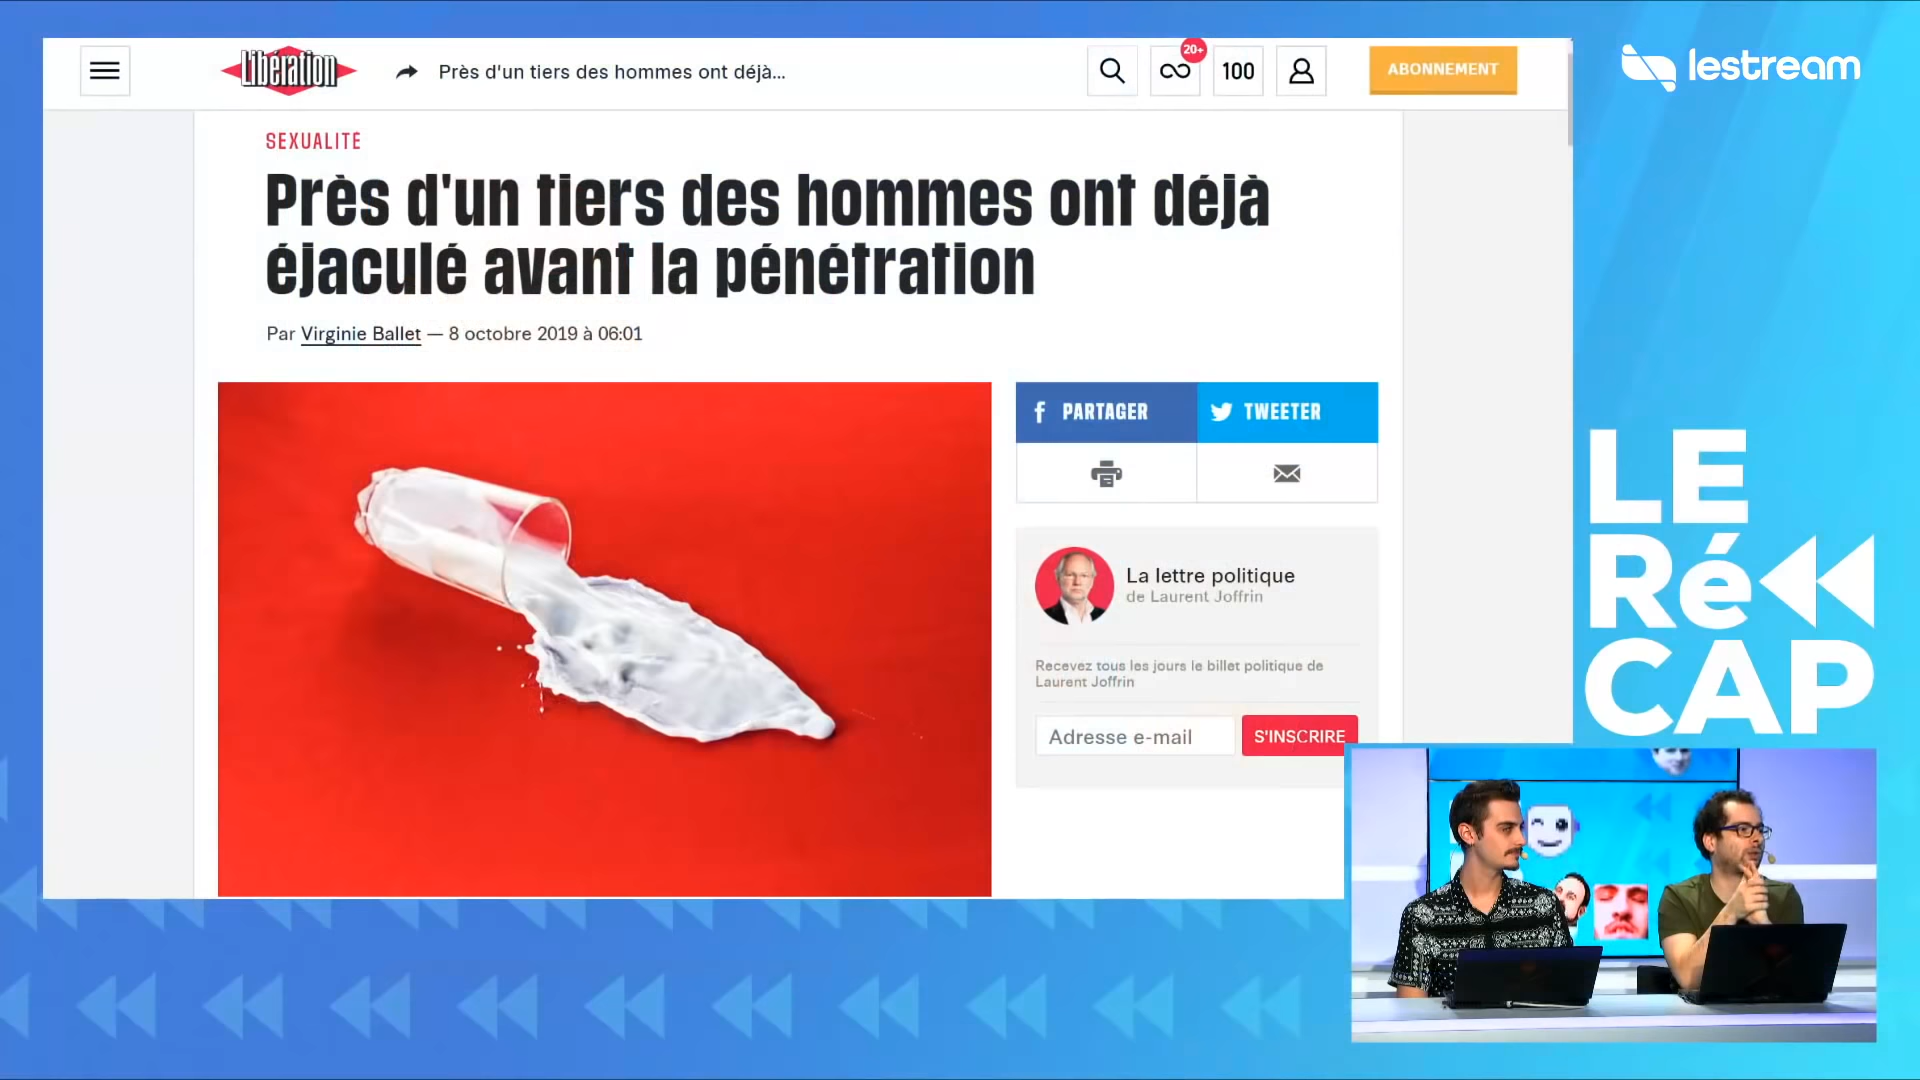 Libération
Près d'un tiers des hommes ont déjà...
20+
100
ABONNEMENT
lestream
SEXUALITÉ
Près d'un tiers des hommes ont déjà
éjaculé avant la pénétration
Par Virginie Ballet — 8 octobre 2019 à 06:01
PARTAGER
TWEETER
La lettre politique
de Laurent Joffrin
Recevez tous les jours le billet politique de
Laurent Joffrin
Adresse e-mail
S'INSCRIRE
LE
Ré
CAP